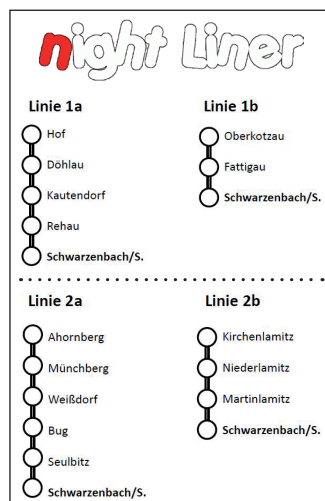 night Liner
Linie 1a
Hof
Döhlau
Kautendorf
Rehau
Schwarzenbach/S.
Linie 1b
Oberkotzau
Fattigau
Schwarzenbach/S.
Linie 2a
Ahornberg
Münchberg
Weißdorf
Bug
Seulbitz
Schwarzenbach/S.
Linie 2b
Kirchenlamitz
Niederlamitz
Martinlamitz
Schwarzenbach/S.